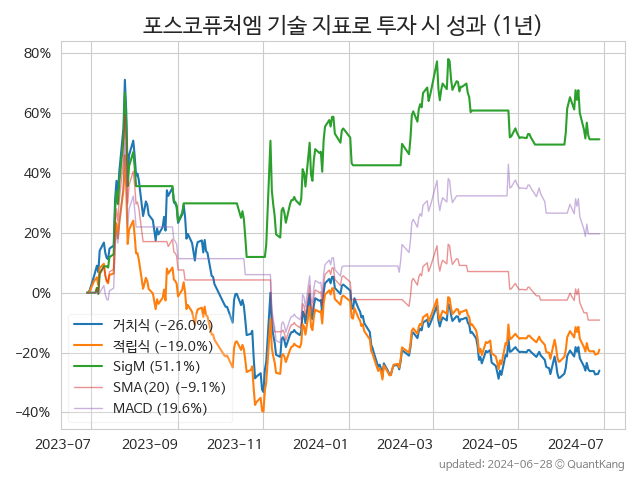 포스코퓨처엠 기술 지표로 투자 시 성과 (1년)
80%
60%
40%
20%
0%
−20%
−40%
거치식 (−26.0%)
적립식 (−19.0%)
SigM (51.1%)
SMA(20) (−9.1%)
MACD (19.6%)
2023-07
2023-09
2023-11
2024-01
2024-03
2024-05
2024-07
updated: 2024-06-28 ⓒ QuantKang